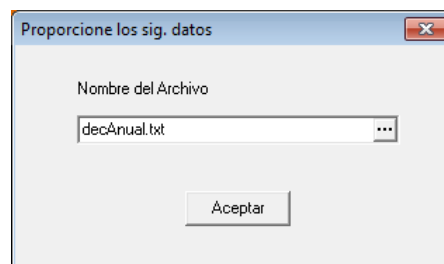 Proporcione los sig. datos
Nombre del Archivo
decAnual.txt
...
Aceptar